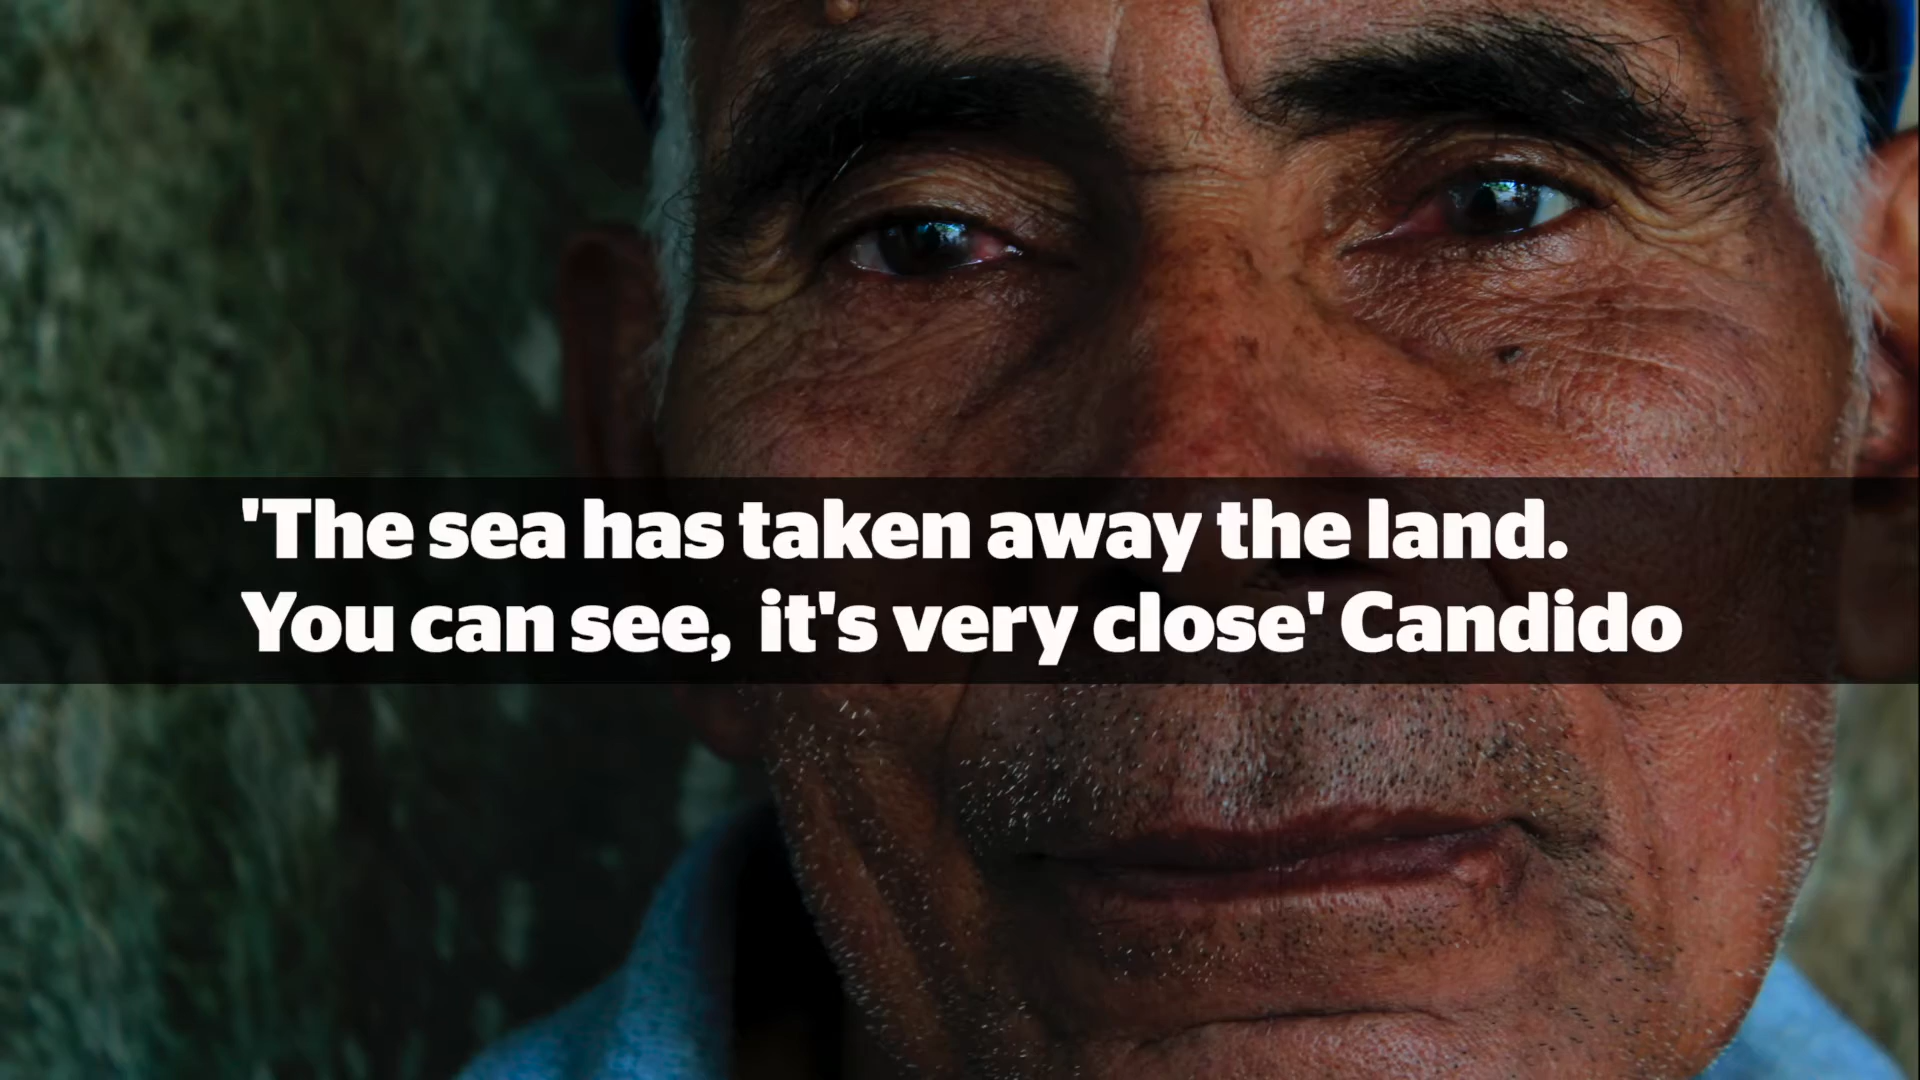 'The sea has taken away the land.
You can see, it's very close' Candido